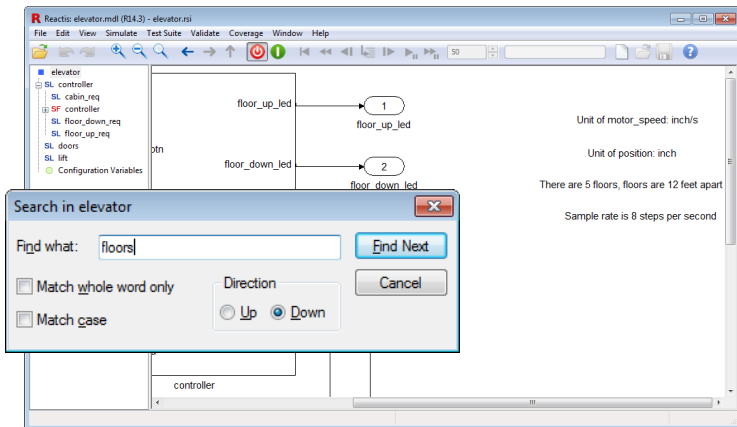 Reactis: elevator.mdl (R14.3) - elevator.rsi
File Edit View Simulate Test Suite Validate Coverage Window Help
50
elevator
SL controller
SL cabin_req
SF controller
SL floor_down_req
SL floor_up_req
SL doors
SL lift
Configuration Variables
floor_up_led
1
floor_up_led
otn
floor_down_led
2
floor_down_led
Unit of motor_speed: inch/s
Unit of position: inch
There are 5 floors, floors are 12 feet apart
Sample rate is 8 steps per second
Search in elevator
Find what: floors Find Next
Match whole word only Direction Cancel
Match case Up Down
controller